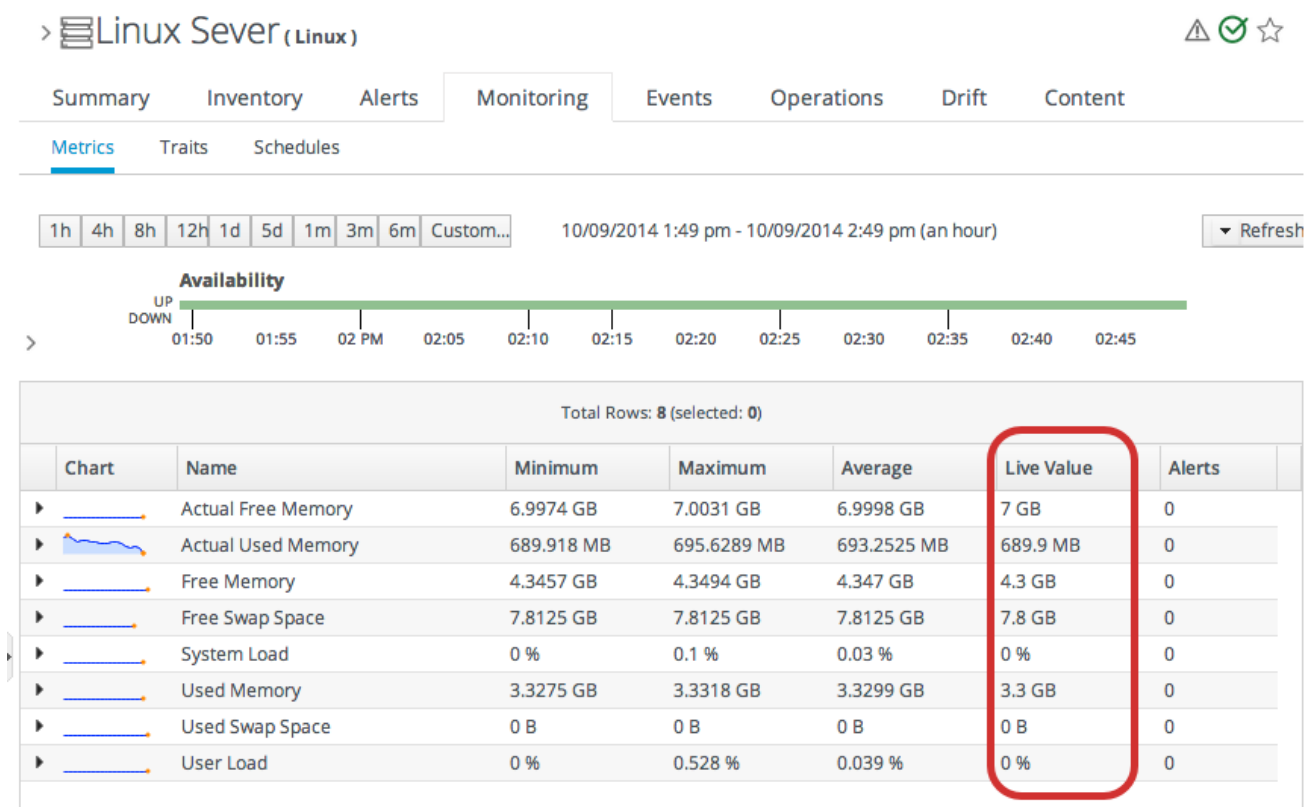 Linux Sever ( Linux )
Summary Inventory Alerts Monitoring Events Operations Drift Content
Metrics Traits Schedules
1h 4h 8h 12h 1d 5d 1m 3m 6m Custom... 10/09/2014 1:49 pm - 10/09/2014 2:49 pm (an hour) Refresh
Availability
UP
DOWN
01:50 01:55 02 PM 02:05 02:10 02:15 02:20 02:25 02:30 02:35 02:40 02:45
Total Rows: 8 (selected: 0)
Chart Name Minimum Maximum Average Live Value Alerts
Actual Free Memory 6.9974 GB 7.0031 GB 6.9998 GB 7 GB 0
Actual Used Memory 689.918 MB 695.6289 MB 693.2525 MB 689.9 MB 0
Free Memory 4.3457 GB 4.3494 GB 4.347 GB 4.3 GB 0
Free Swap Space 7.8125 GB 7.8125 GB 7.8125 GB 7.8 GB 0
System Load 0 % 0.1 % 0.03 % 0 % 0
Used Memory 3.3275 GB 3.3318 GB 3.3299 GB 3.3 GB 0
Used Swap Space 0 B 0 B 0 B 0 B 0
User Load 0 % 0.528 % 0.039 % 0 % 0